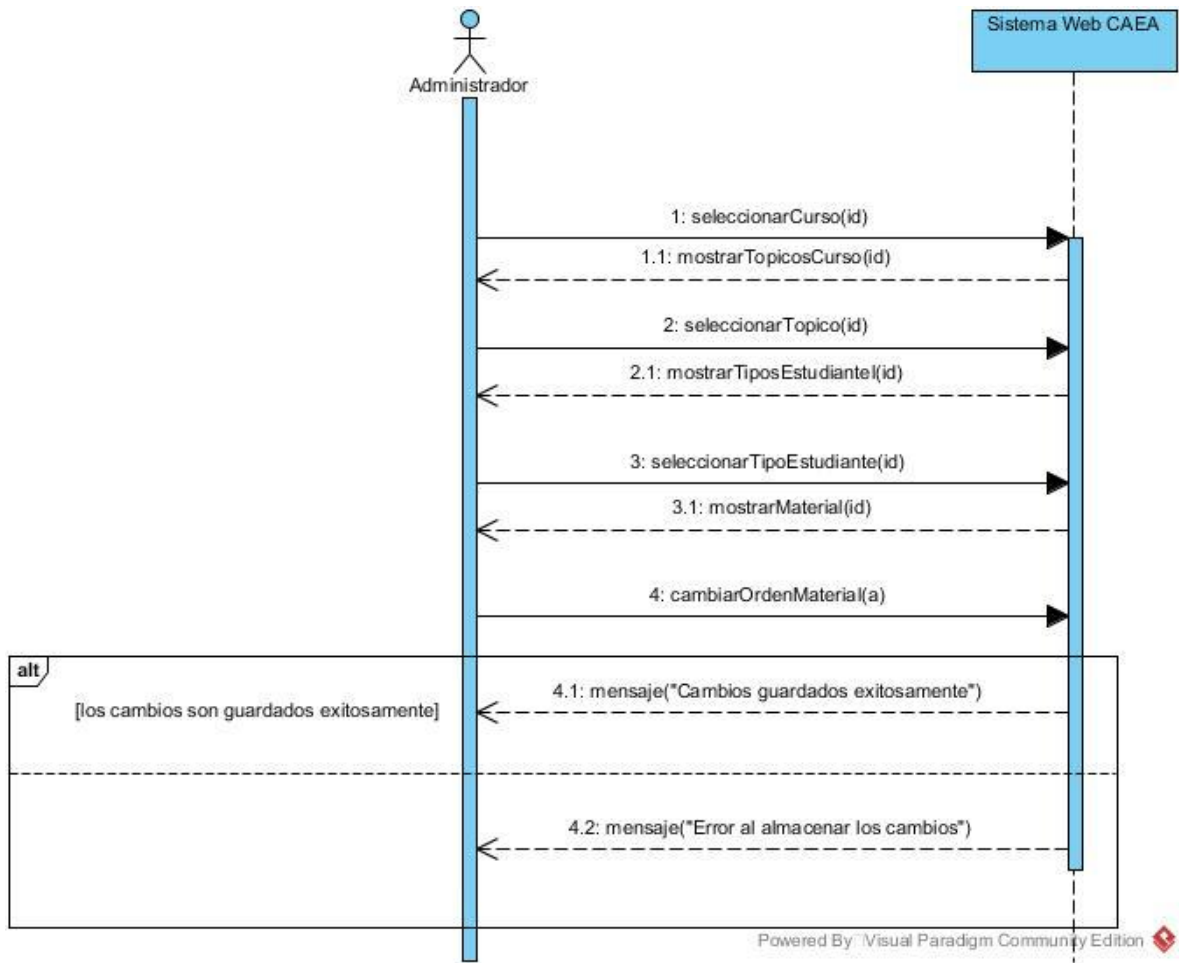 Sistema Web CAEA
Administrador
1: seleccionarCurso(id)
1.1: mostrarTopicosCurso(id)
2: seleccionarTopico(id)
2.1: mostrarTiposEstudiantel(id)
3: seleccionarTipoEstudiante(id)
3.1: mostrarMaterial(id)
4: cambiarOrdenMaterial(a)
alt
4.1: mensaje("Cambios guardados exitosamente")
[los cambios son guardados exitosamente]
4.2: mensaje("Error al almacenar los cambios")
Powered By Visual Paradigm Community Edition